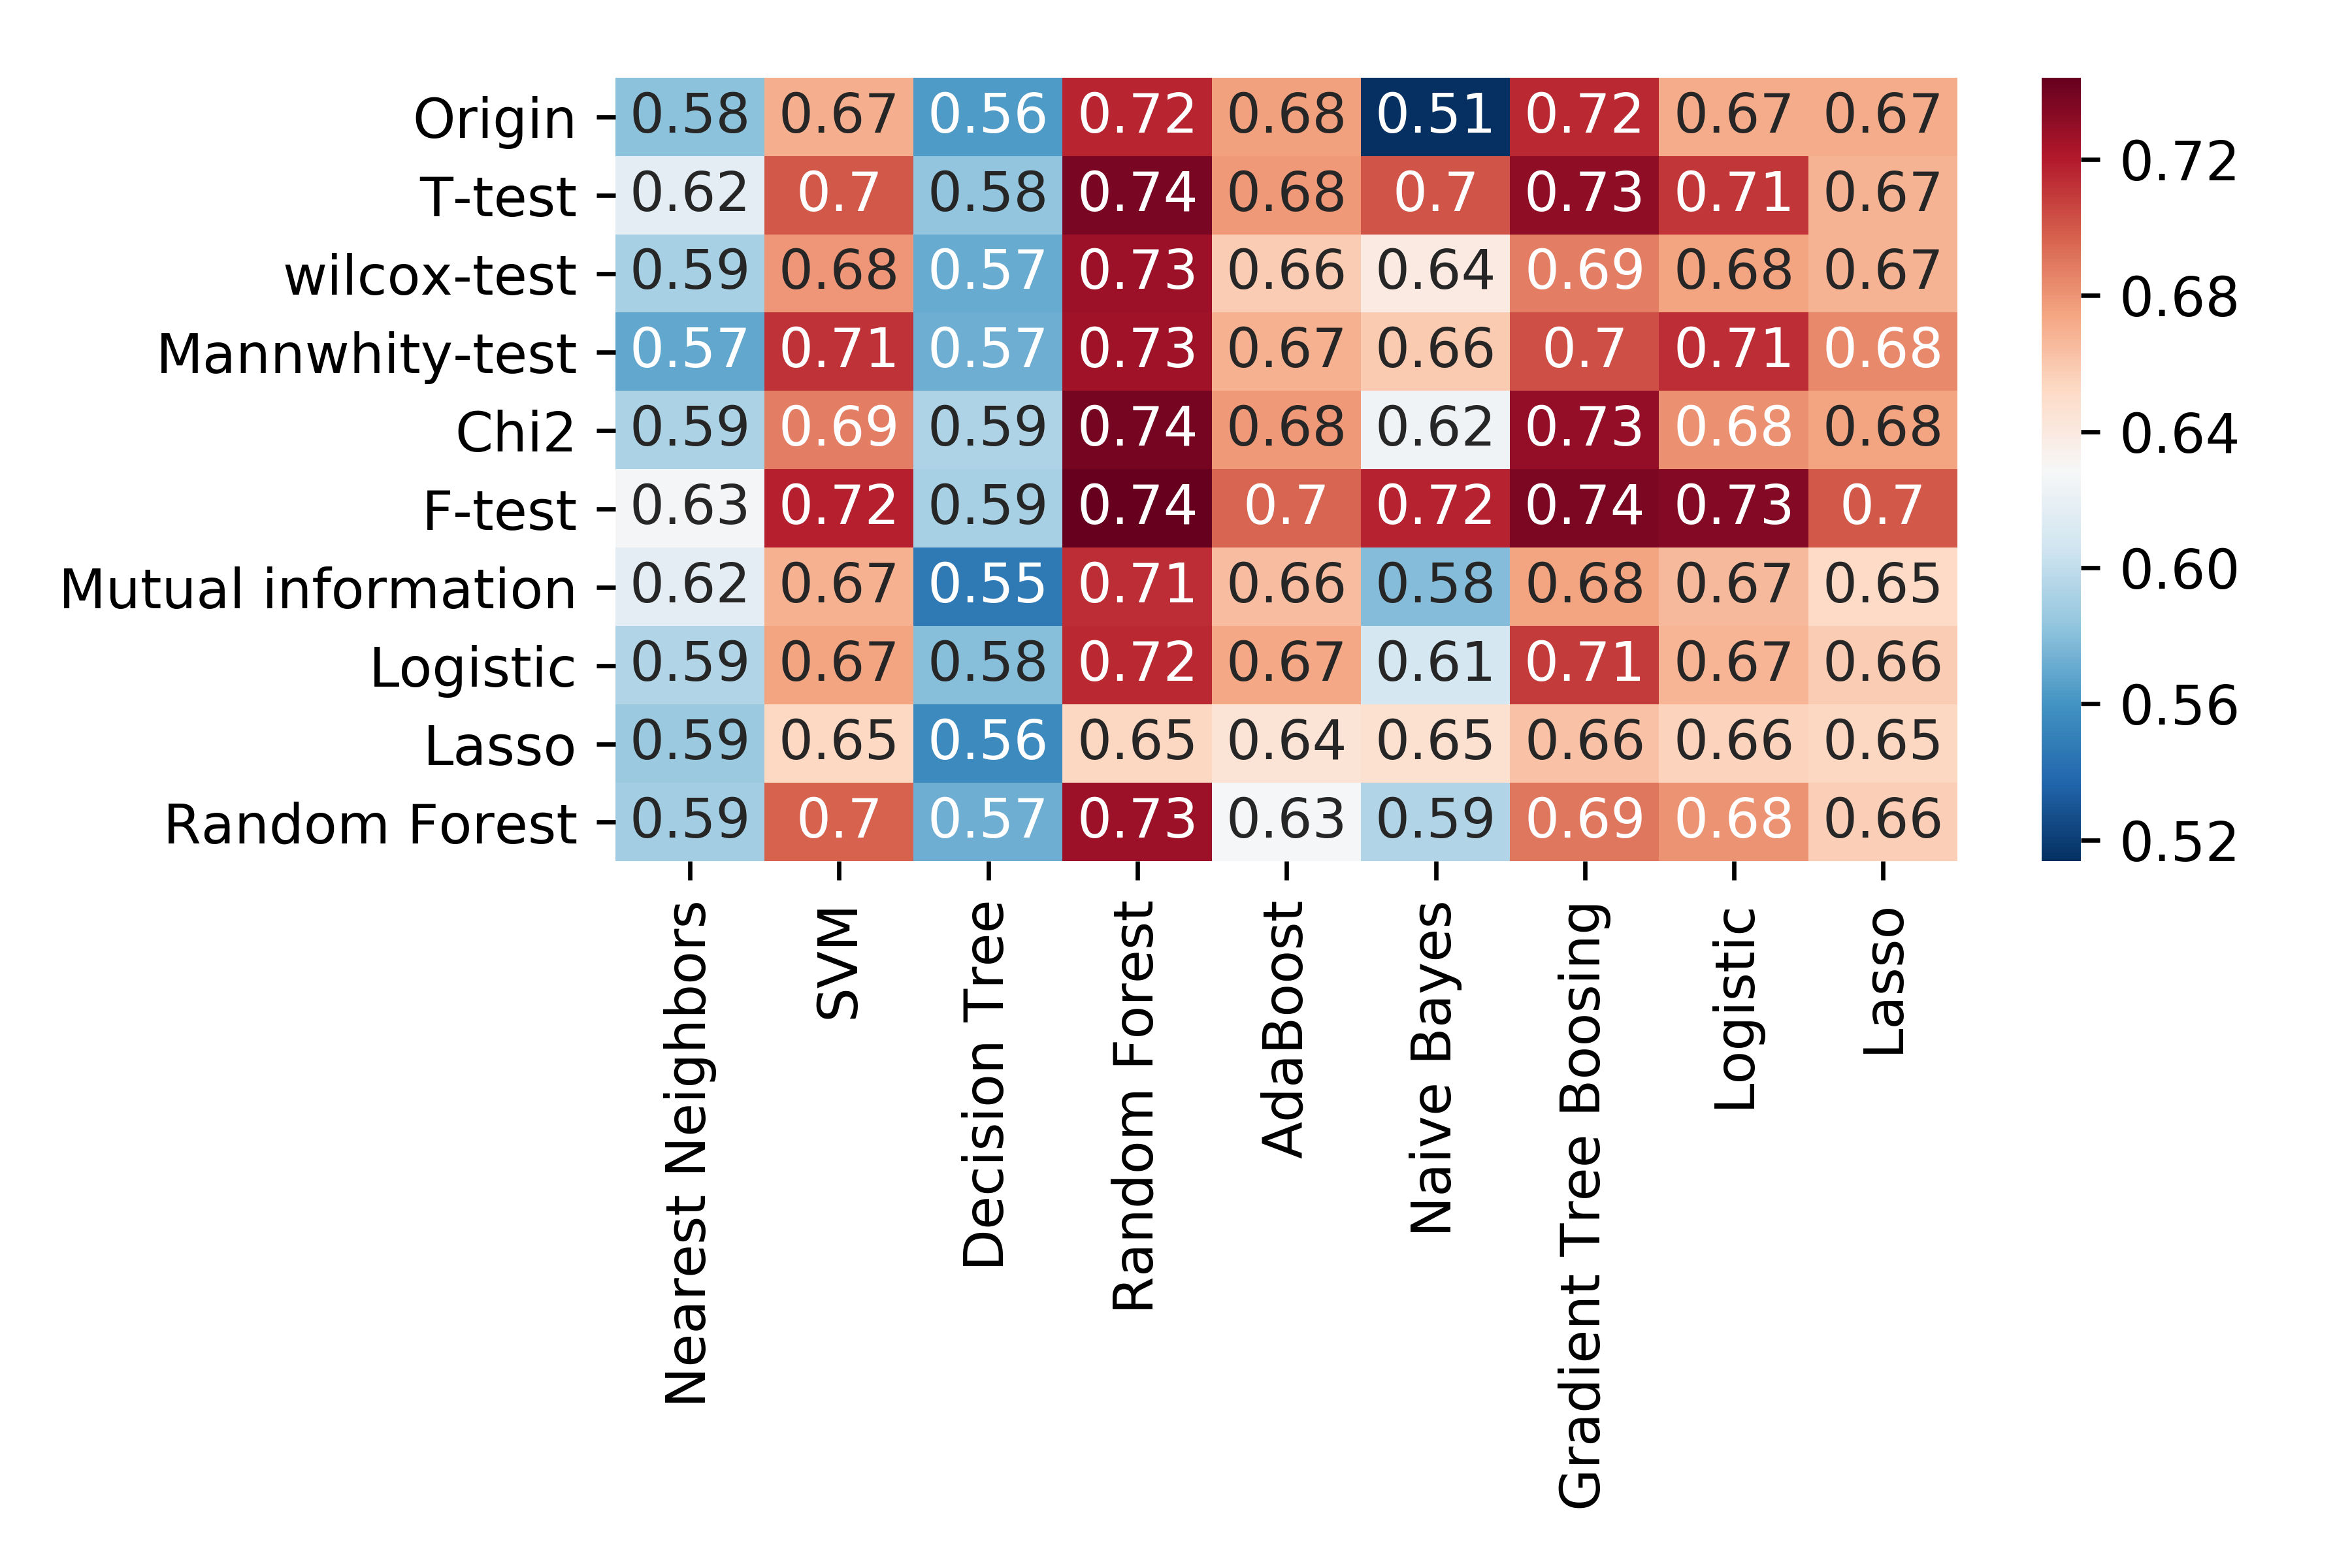 Origin 0.58 0.67 0.56 0.72 0.68 0.51 0.72 0.67 0.67
T-test 0.62 0.7 0.58 0.74 0.68 0.7 0.73 0.71 0.67
wilcox-test 0.59 0.68 0.57 0.73 0.66 0.64 0.69 0.68 0.67
Mannwhity-test 0.57 0.71 0.57 0.73 0.67 0.66 0.7 0.71 0.68
Chi2 0.59 0.69 0.59 0.74 0.68 0.62 0.73 0.68 0.68
F-test 0.63 0.72 0.59 0.74 0.7 0.72 0.74 0.73 0.7
Mutual information 0.62 0.67 0.55 0.71 0.66 0.58 0.68 0.67 0.65
Logistic 0.59 0.67 0.58 0.72 0.67 0.61 0.71 0.67 0.66
Lasso 0.59 0.65 0.56 0.65 0.64 0.65 0.66 0.66 0.65
Random Forest 0.59 0.7 0.57 0.73 0.63 0.59 0.69 0.68 0.66
Nearest Neighbors
SVM
Decision Tree
Random Forest
AdaBoost
Naive Bayes
Gradient Tree Boosing
Logistic
Lasso
0.72
0.68
0.64
0.60
0.56
0.52